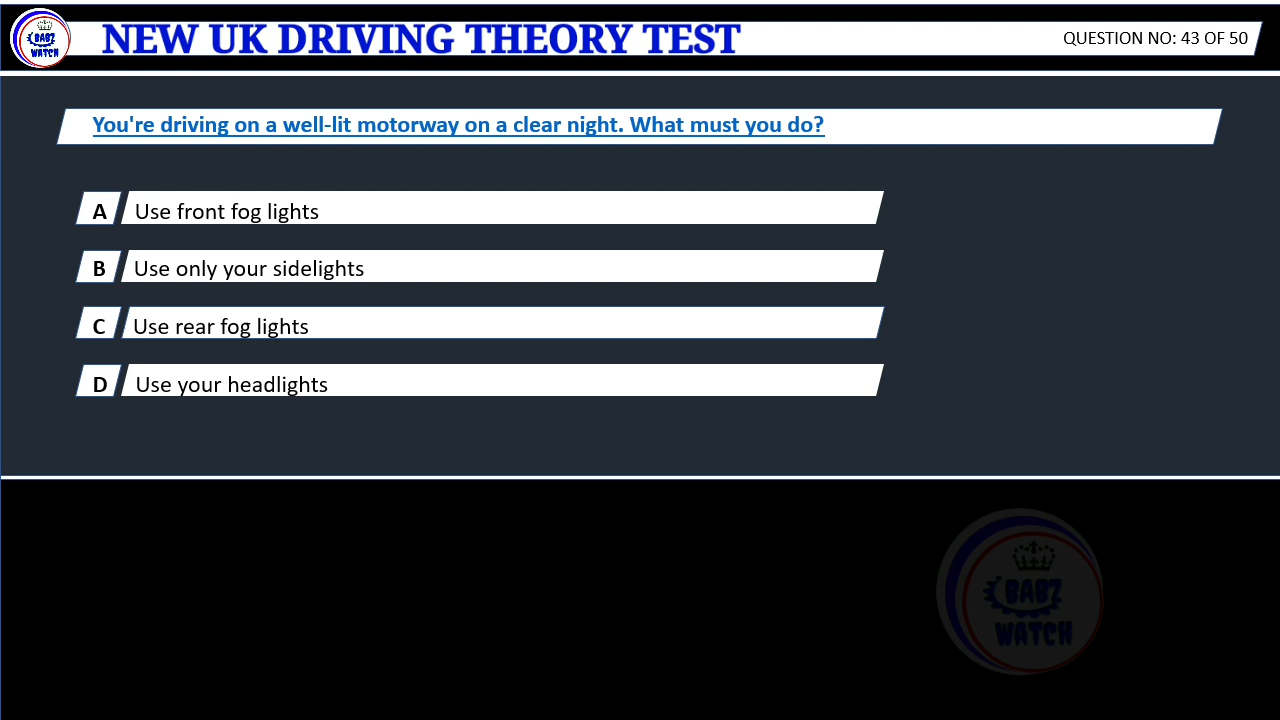 BABZ
WATCH
NEW UK DRIVING THEORY TEST
QUESTION NO: 43 OF 50
You're driving on a well-lit motorway on a clear night. What must you do?
A Use front fog lights
B Use only your sidelights
C Use rear fog lights
D Use your headlights
BABZ
WATCH